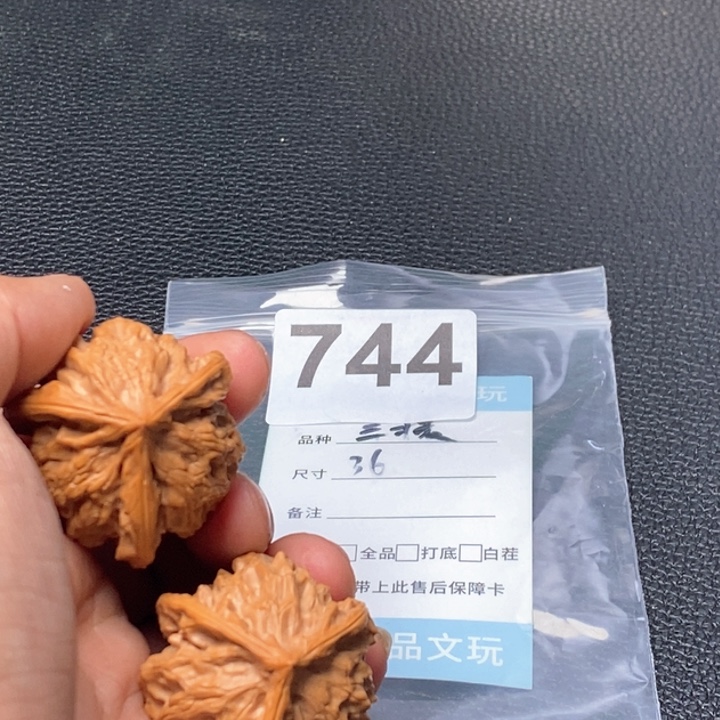 744
玩
品种 三棱
尺寸 36
备注
全品 打底 白茬
带上此售后保障卡
品文玩